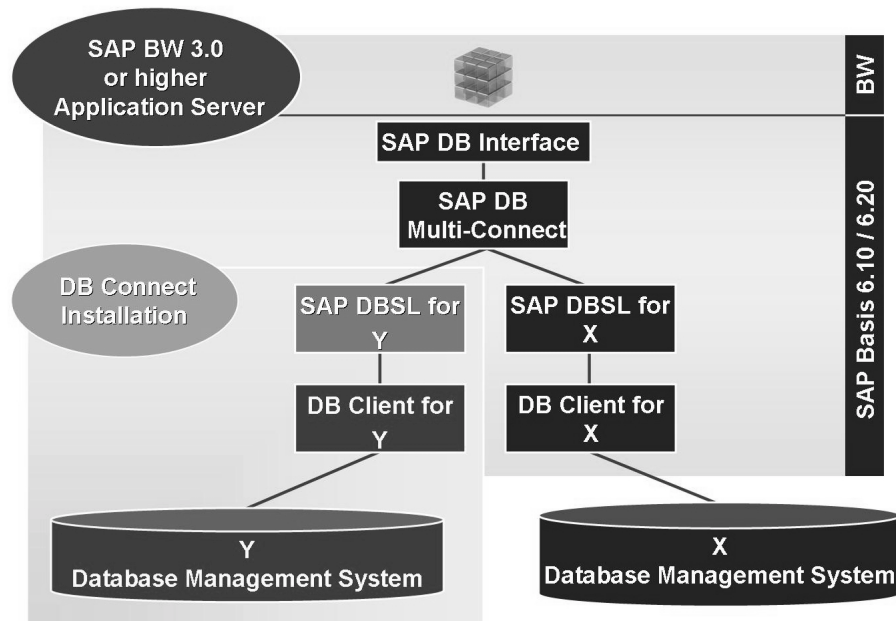 SAP BW 3.0
or higher
Application Server
BW
SAP DB Interface
SAP DB
Multi-Connect
SAP Basis 6.10 / 6.20
DB Connect
Installation
SAP DBSL for
Y
SAP DBSL for
X
DB Client for
Y
DB Client for
X
Y
Database Management System
X
Database Management System